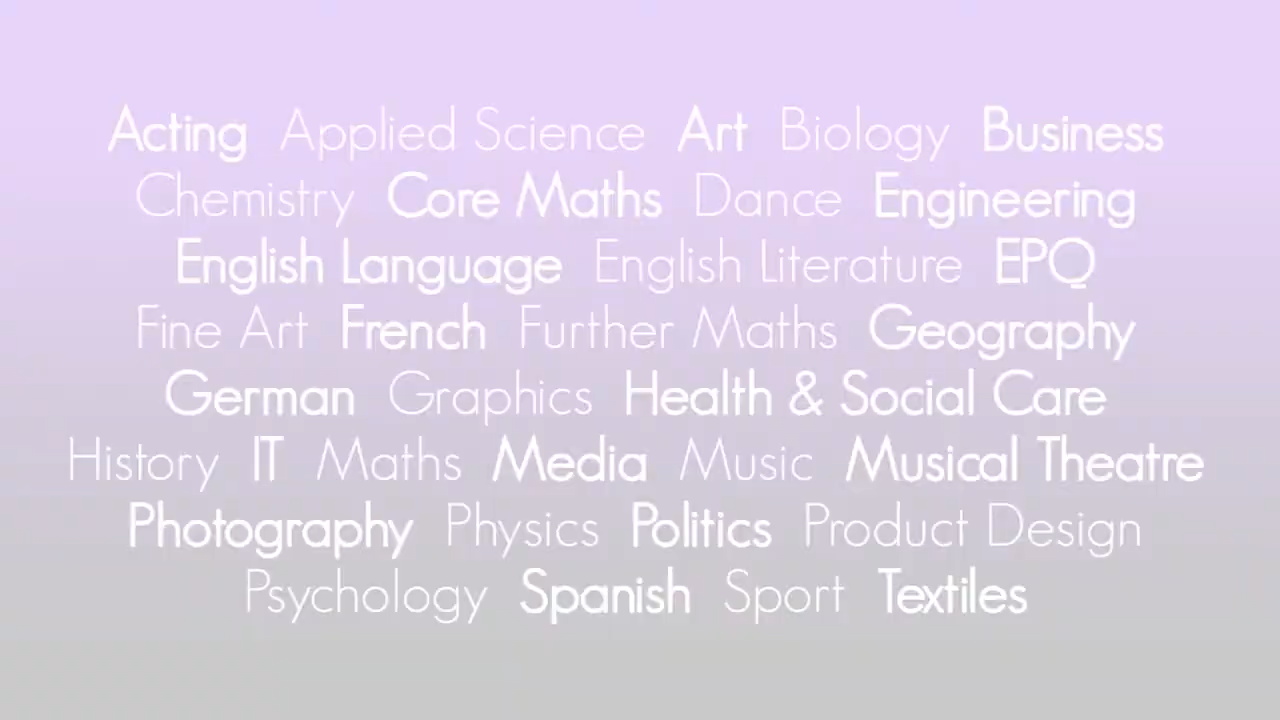 Acting Applied Science Art Biology Business
Chemistry Core Maths Dance Engineering
English Language English Literature EPQ
Fine Art French Further Maths Geography
German Graphics Health & Social Care
History IT Maths Media Music Musical Theatre
Photography Physics Politics Product Design
Psychology Spanish Sport Textiles